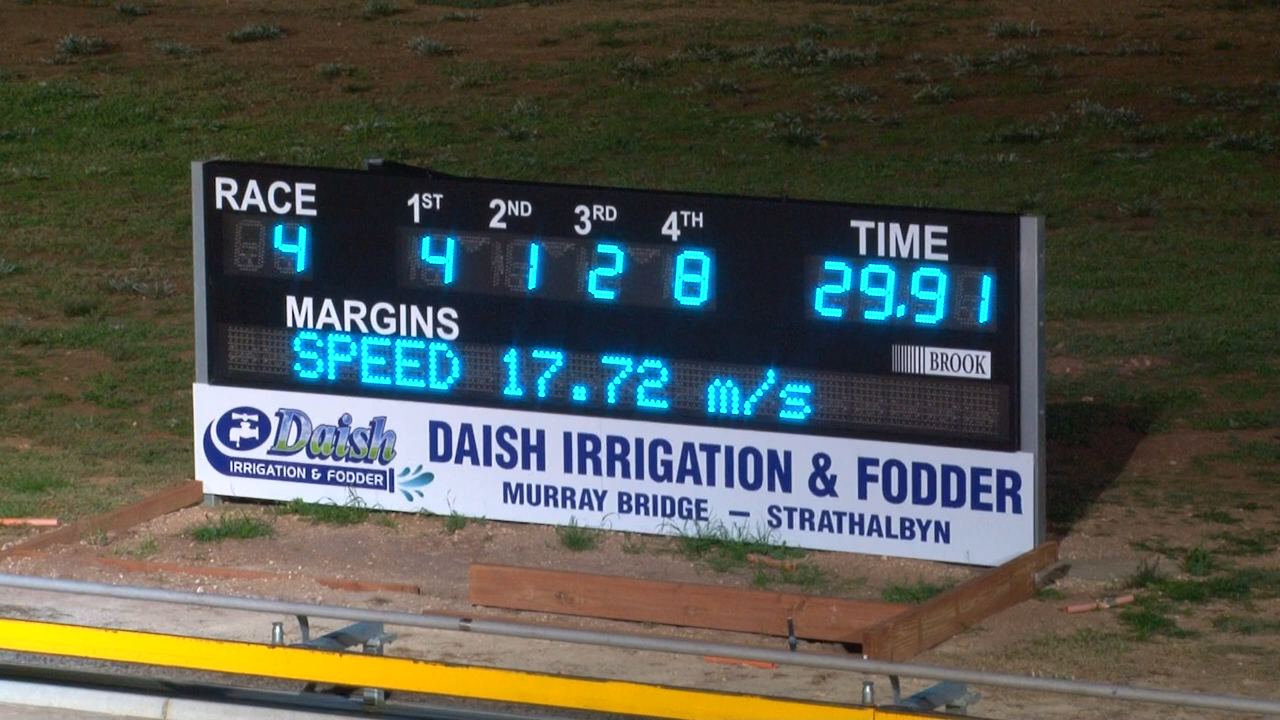 RACE 1ST 2ND 3RD 4TH TIME
4 4 1 2 8 29.91
MARGINS
BROOK
SPEED 17.72 m/s
Daish
IRRIGATION & FODDER
DAISH IRRIGATION & FODDER
MURRAY BRIDGE – STRATHALBYN